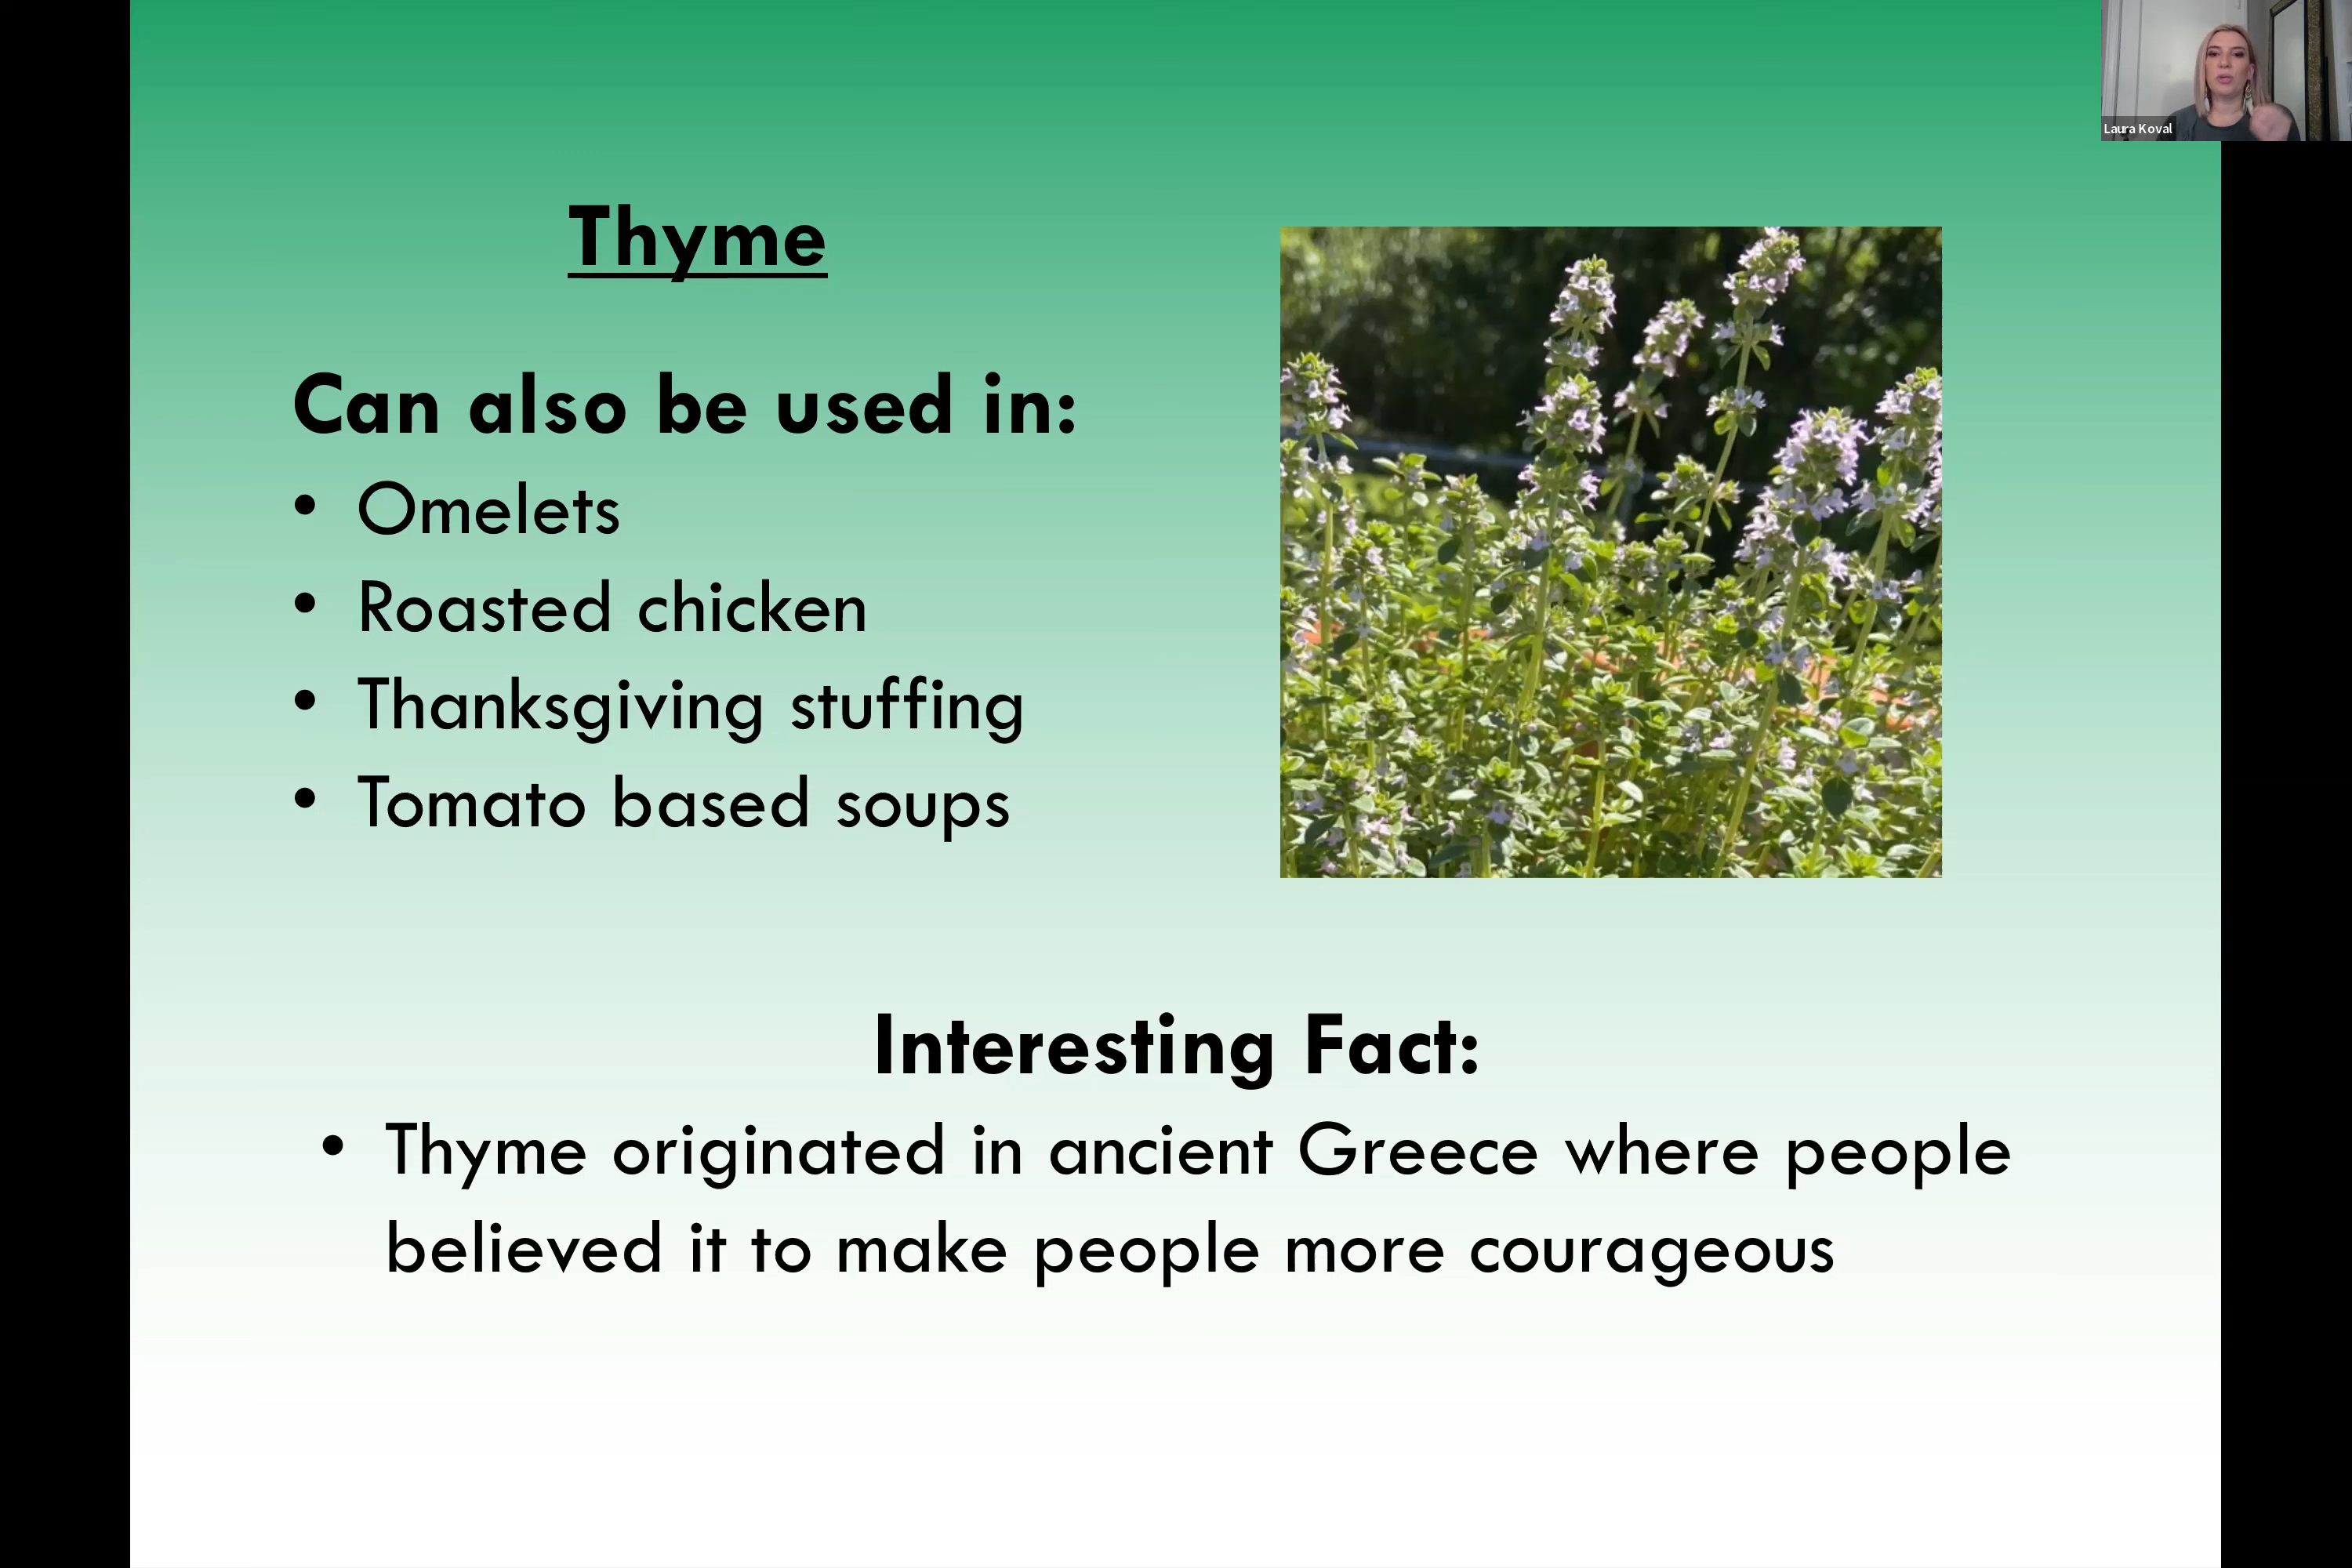 Laura Koval
Thyme
Can also be used in:
• Omelets
• Roasted chicken
• Thanksgiving stuffing
• Tomato based soups
Interesting Fact:
• Thyme originated in ancient Greece where people
believed it to make people more courageous